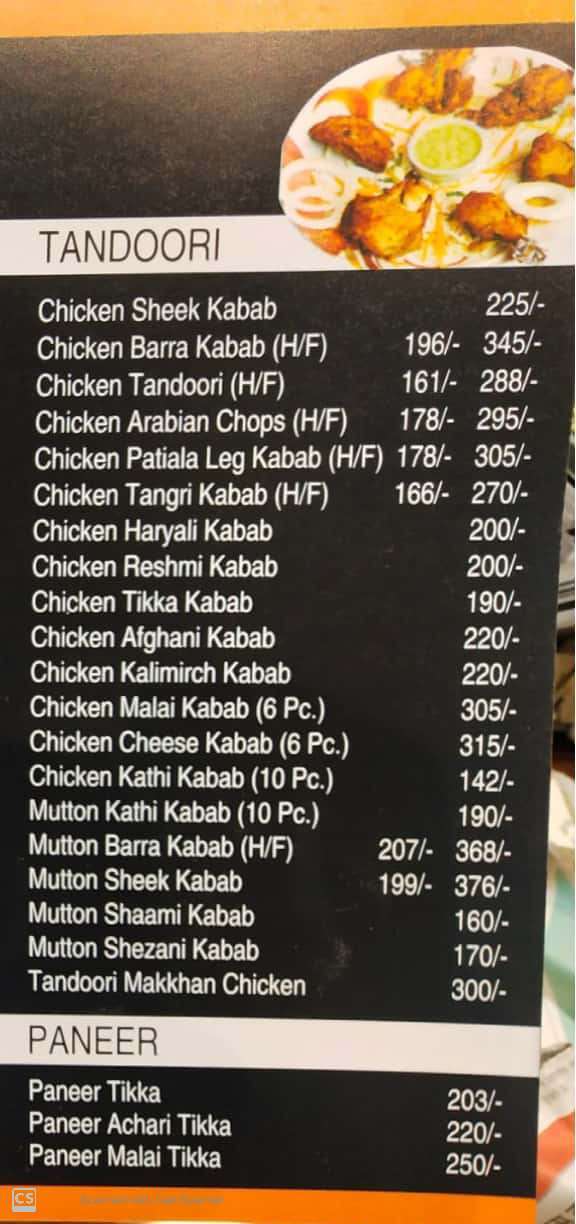 TANDOORI
Chicken Sheek Kabab 225/-
Chicken Barra Kabab (H/F) 196/- 345/-
Chicken Tandoori (H/F) 161/- 288/-
Chicken Arabian Chops (H/F) 178/- 295/-
Chicken Patiala Leg Kabab (H/F) 178/- 305/-
Chicken Tangri Kabab (H/F) 166/- 270/-
Chicken Haryali Kabab 200/-
Chicken Reshmi Kabab 200/-
Chicken Tikka Kabab 190/-
Chicken Afghani Kabab 220/-
Chicken Kalimirch Kabab 220/-
Chicken Malai Kabab (6 Pc.) 305/-
Chicken Cheese Kabab (6 Pc.) 315/-
Chicken Kathi Kabab (10 Pc.) 142/-
Mutton Kathi Kabab (10 Pc.) 190/-
Mutton Barra Kabab (H/F) 207/- 368/-
Mutton Sheek Kabab 199/- 376/-
Mutton Shaami Kabab 160/-
Mutton Shezani Kabab 170/-
Tandoori Makkhan Chicken 300/-
PANEER
Paneer Tikka 203/-
Paneer Achari Tikka 220/-
Paneer Malai Tikka 250/-
CS